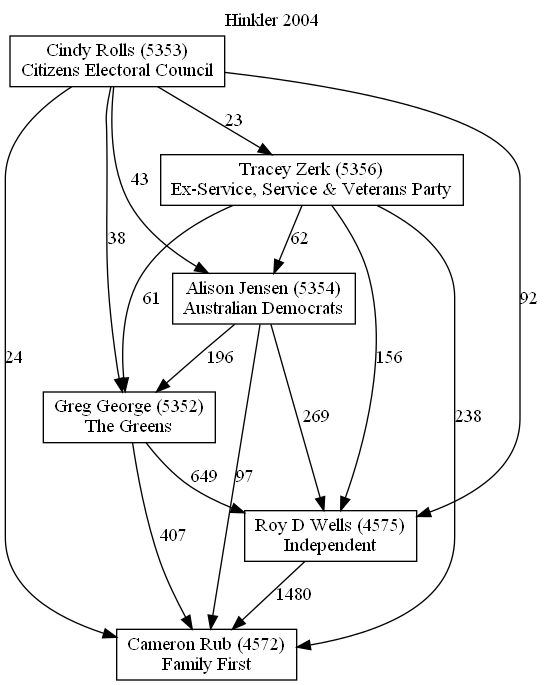 Hinkler 2004
Cindy Rolls (5353)
Citizens Electoral Council
23
Tracey Zerk (5356)
Ex-Service, Service & Veterans Party
43
38
62
Alison Jensen (5354)
Australian Democrats
61
92
24
196
156
Greg George (5352)
The Greens
269
238
649
97
Roy D Wells (4575)
Independent
407
1480
Cameron Rub (4572)
Family First